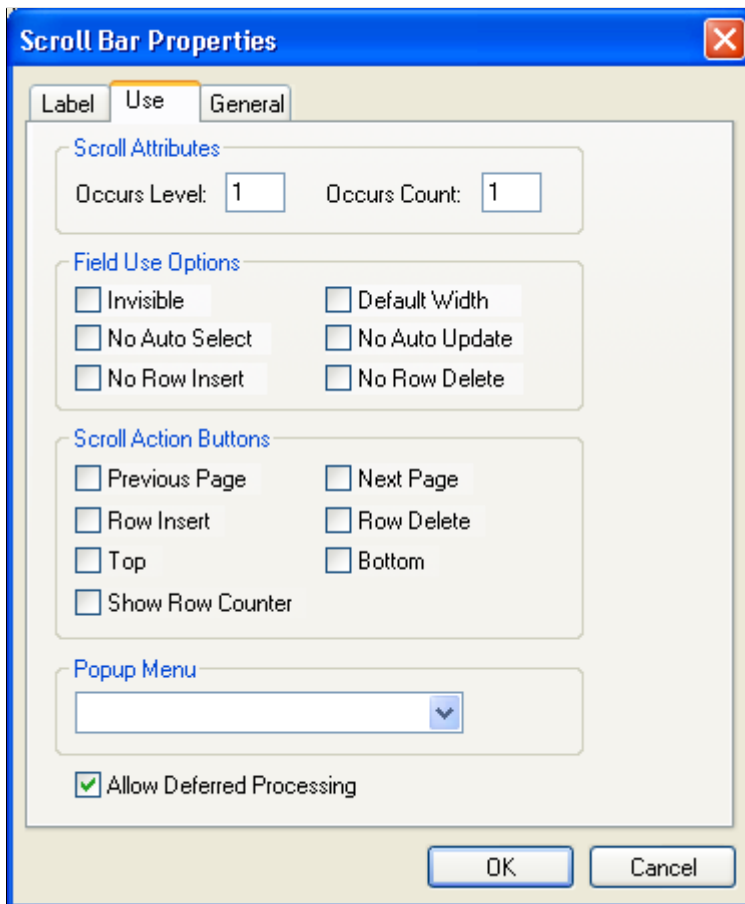 Scroll Bar Properties
Label Use General
Scroll Attributes
Occurs Level: 1 Occurs Count: 1
Field Use Options
Invisible Default Width
No Auto Select No Auto Update
No Row Insert No Row Delete
Scroll Action Buttons
Previous Page Next Page
Row Insert Row Delete
Top Bottom
Show Row Counter
Popup Menu
Allow Deferred Processing
OK Cancel